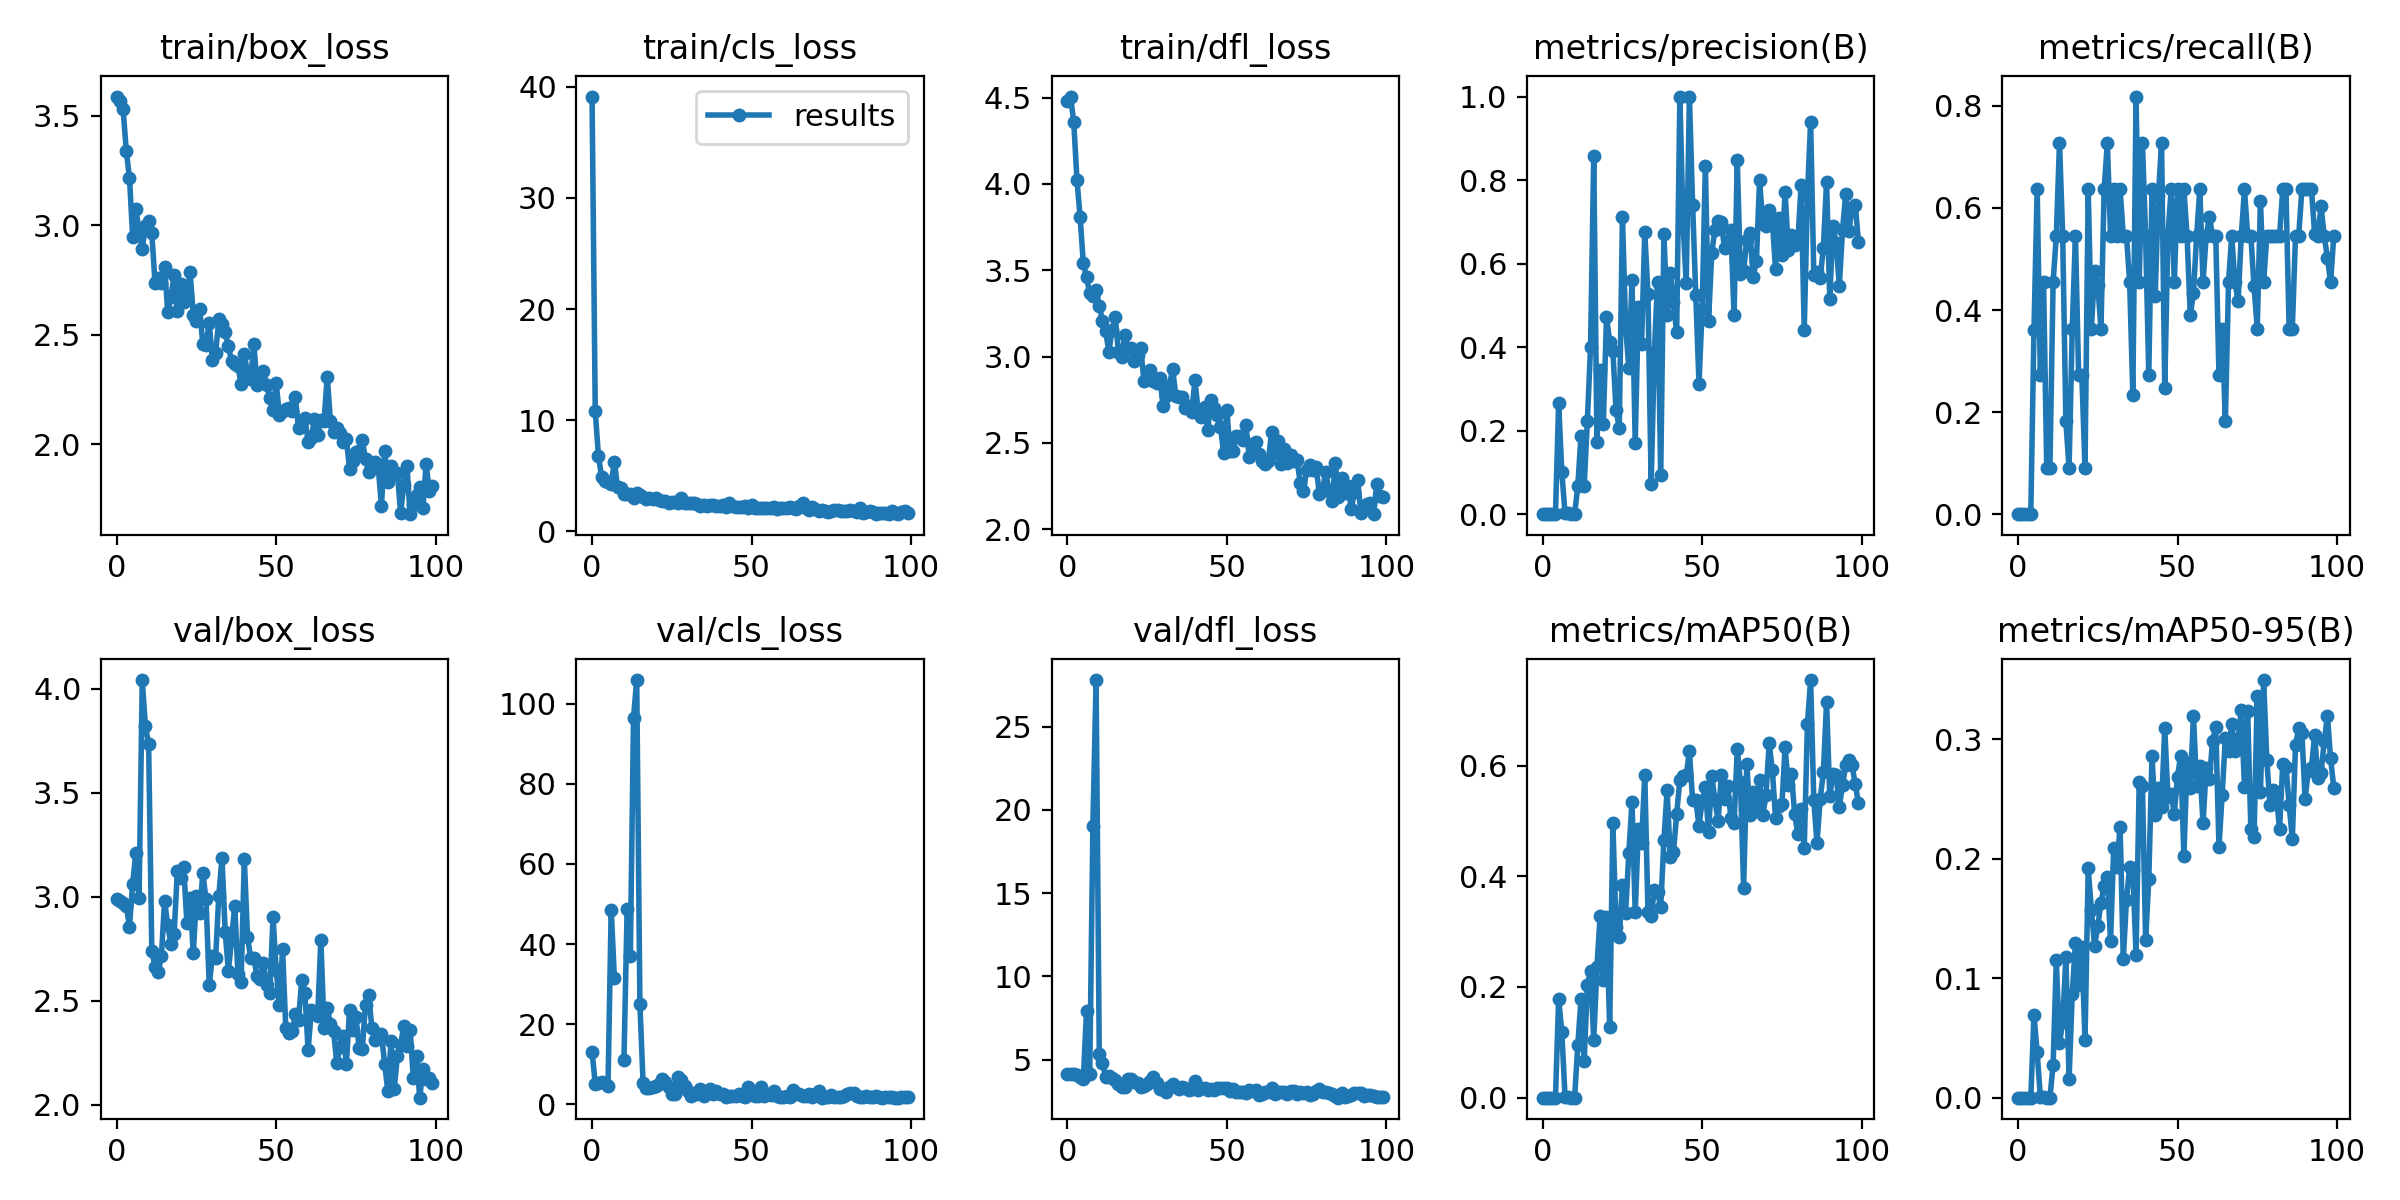 train/box_loss
3.5
3.0
2.5
2.0
0 50 100
train/cls_loss
results
40
30
20
10
0
0 50 100
train/dfl_loss
4.5
4.0
3.5
3.0
2.5
2.0
0 50 100
metrics/precision(B)
1.0
0.8
0.6
0.4
0.2
0.0
0 50 100
metrics/recall(B)
0.8
0.6
0.4
0.2
0.0
0 50 100
val/box_loss
4.0
3.5
3.0
2.5
2.0
0 50 100
val/cls_loss
100
80
60
40
20
0
0 50 100
val/dfl_loss
25
20
15
10
5
0 50 100
metrics/mAP50(B)
0.6
0.4
0.2
0.0
0 50 100
metrics/mAP50-95(B)
0.3
0.2
0.1
0.0
0 50 100